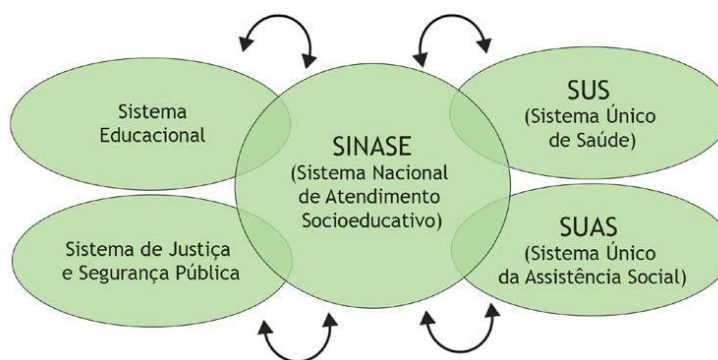 Sistema
Educacional
SINASE
(Sistema Nacional
de Atendimento
Socioeducativo)
SUS
(Sistema Único
de Saúde)
Sistema de Justiça
e Segurança Pública
SUAS
(Sistema Único
da Assistência Social)